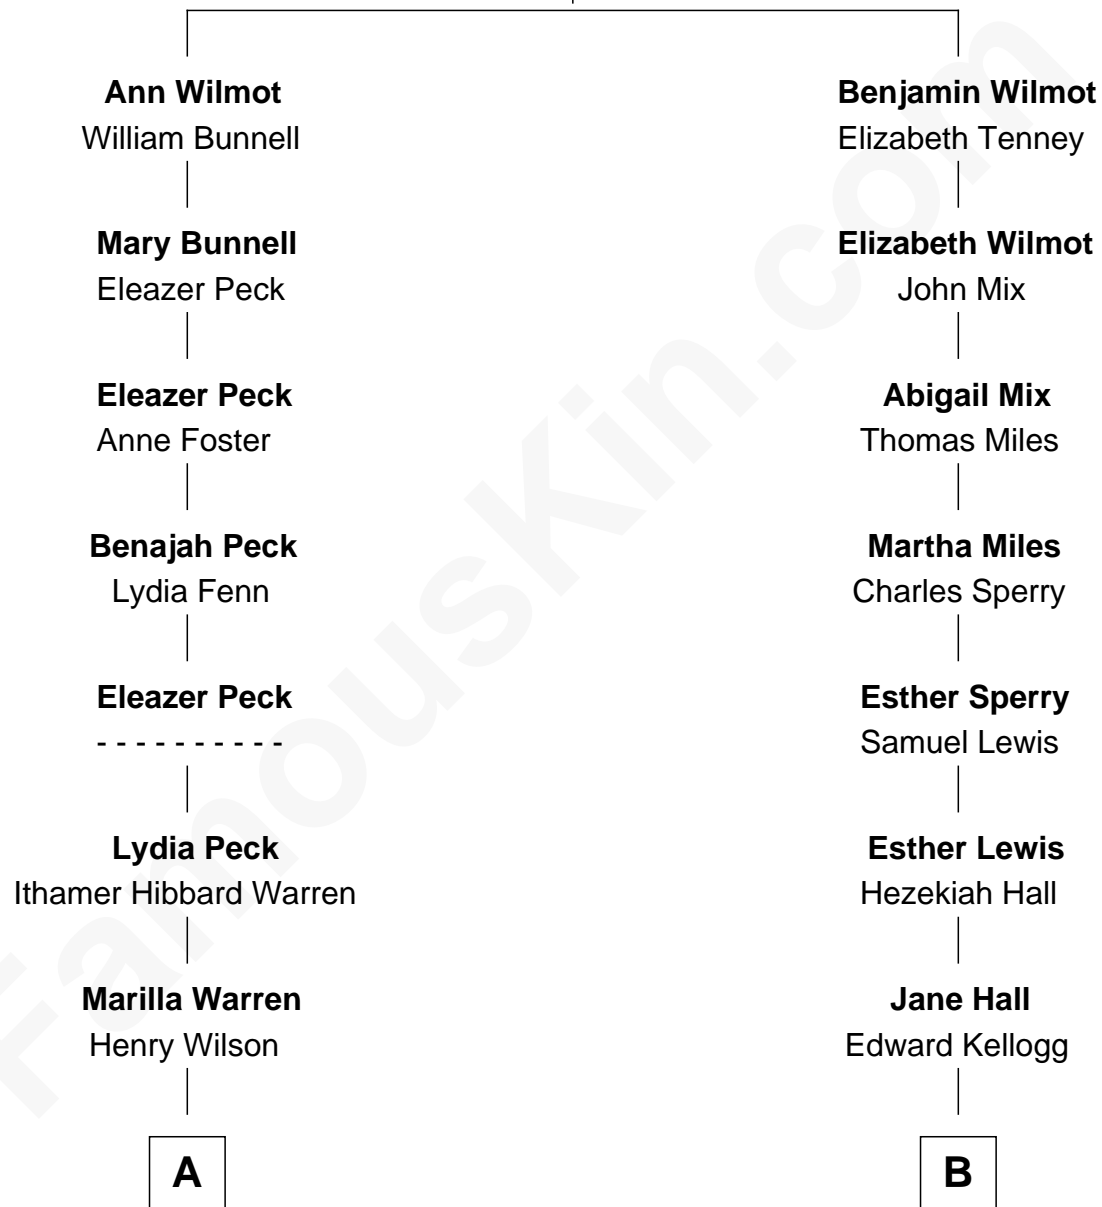 Ann Wilmot
William Bunnell
Benjamin Wilmot
Elizabeth Tenney
Mary Bunnell
Eleazer Peck
Elizabeth Wilmot
John Mix
Eleazer Peck
Anne Foster
Abigail Mix
Thomas Miles
Benajah Peck
Lydia Fenn
Martha Miles
Charles Sperry
Eleazer Peck
- - - - - - - - - -
Esther Sperry
Samuel Lewis
Lydia Peck
Ithamer Hibbard Warren
Esther Lewis
Hezekiah Hall
Marilla Warren
Henry Wilson
Jane Hall
Edward Kellogg
A
B
FamousKin.com